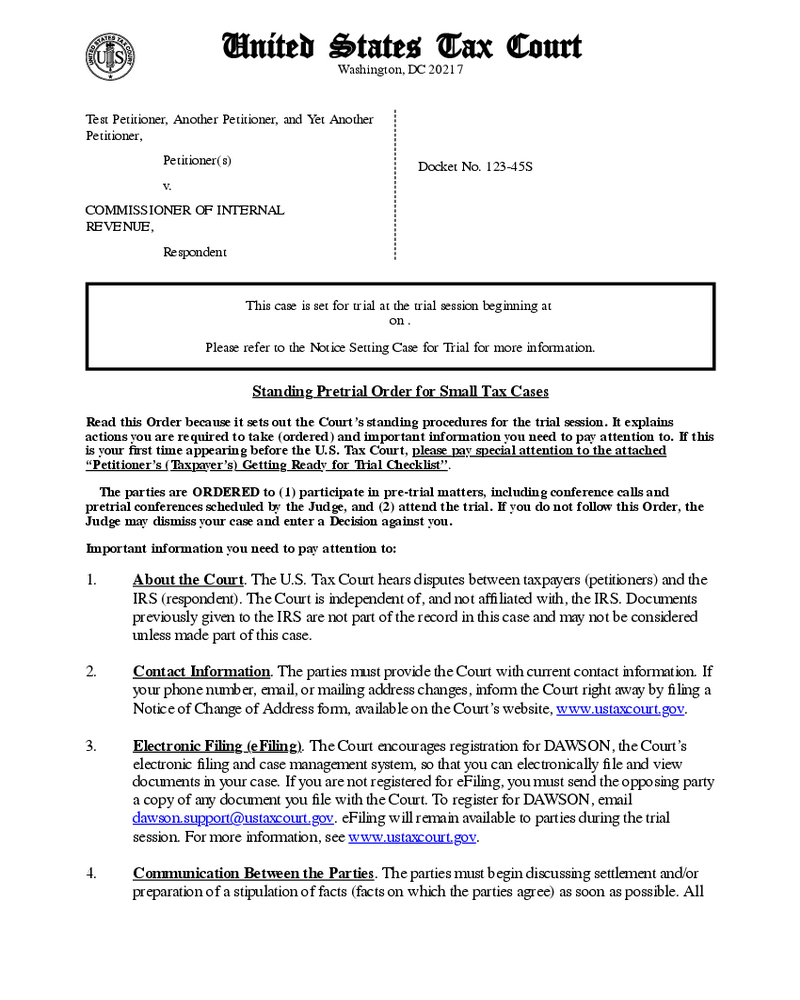 UNITED STATES TAX COURT
US
United States Tax Court
Washington, DC 20217
Test Petitioner, Another Petitioner, and Yet Another
Petitioner,
Petitioner(s)
v.
COMMISSIONER OF INTERNAL
REVENUE,
Respondent
Docket No. 123-45S
This case is set for trial at the trial session beginning at
on .
Please refer to the Notice Setting Case for Trial for more information.
Standing Pretrial Order for Small Tax Cases
Read this Order because it sets out the Court’s standing procedures for the trial session. It explains
actions you are required to take (ordered) and important information you need to pay attention to. If this
is your first time appearing before the U.S. Tax Court, please pay special attention to the attached
“Petitioner’s (Taxpayer’s) Getting Ready for Trial Checklist”.
The parties are ORDERED to (1) participate in pre-trial matters, including conference calls and
pretrial conferences scheduled by the Judge, and (2) attend the trial. If you do not follow this Order, the
Judge may dismiss your case and enter a Decision against you.
Important information you need to pay attention to:
1. About the Court. The U.S. Tax Court hears disputes between taxpayers (petitioners) and the
IRS (respondent). The Court is independent of, and not affiliated with, the IRS. Documents
previously given to the IRS are not part of the record in this case and may not be considered
unless made part of this case.
2. Contact Information. The parties must provide the Court with current contact information. If
your phone number, email, or mailing address changes, inform the Court right away by filing a
Notice of Change of Address form, available on the Court’s website, www.ustaxcourt.gov.
3. Electronic Filing (eFiling). The Court encourages registration for DAWSON, the Court’s
electronic filing and case management system, so that you can electronically file and view
documents in your case. If you are not registered for eFiling, you must send the opposing party
a copy of any document you file with the Court. To register for DAWSON, email
dawson.support@ustaxcourt.gov. eFiling will remain available to parties during the trial
session. For more information, see www.ustaxcourt.gov.
4. Communication Between the Parties. The parties must begin discussing settlement and/or
preparation of a stipulation of facts (facts on which the parties agree) as soon as possible. All